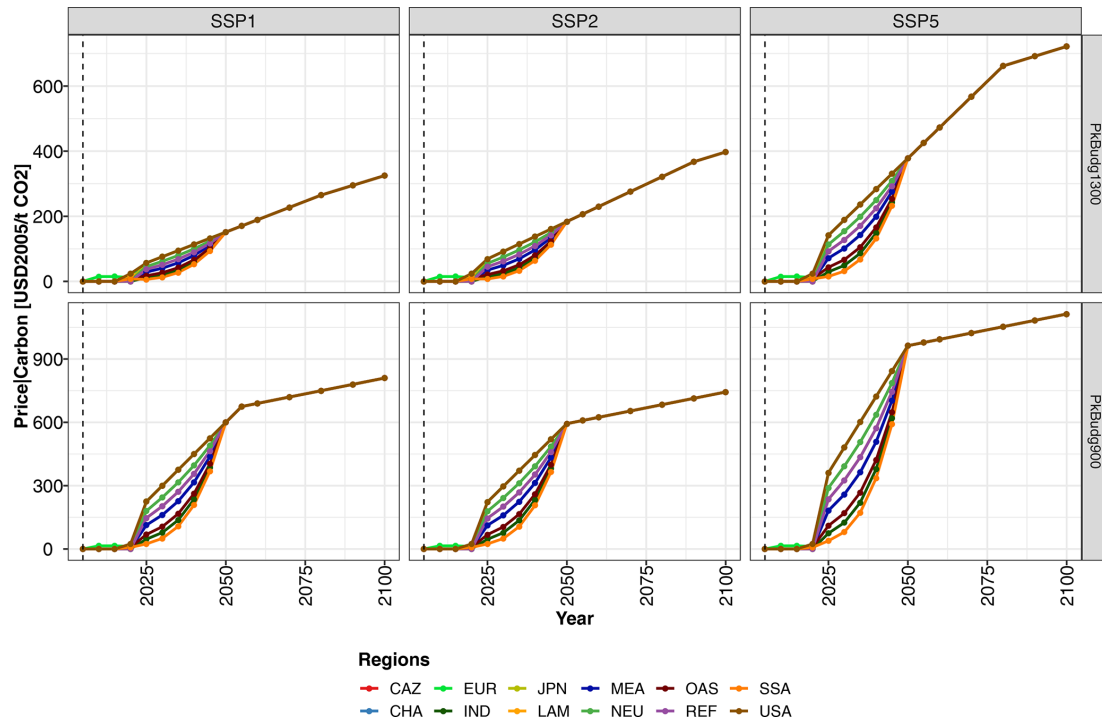 SSP1 SSP2 SSP5
Price|Carbon [USD2005/t CO2]
600
400
200
0
PkBudg1300
900
600
300
0
PkBudg900
2025 2050 2075 2100 2025 2050 2075 2100 2025 2050 2075 2100
Year
Regions
CAZ EUR JPN MEA OAS SSA
CHA IND LAM NEU REF USA